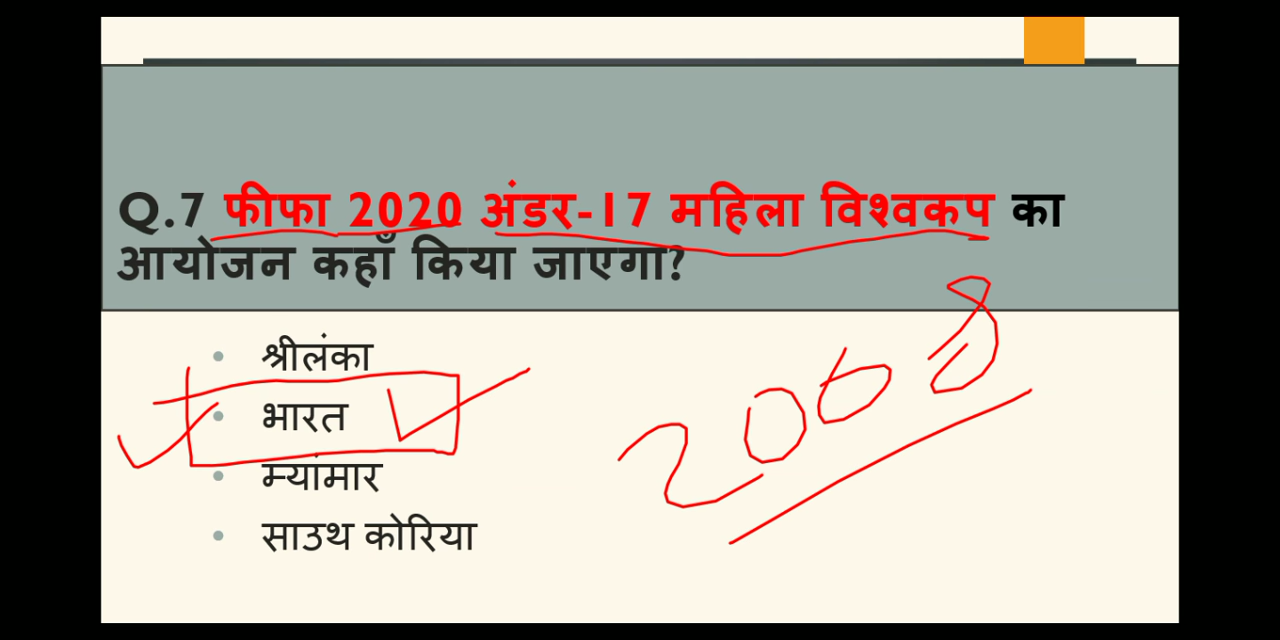 Q.7 फीफा 2020 अंडर-17 महिला विश्वकप का
आयोजन कहाँ किया जाएगा?
• श्रीलंका
• भारत
• म्यांमार
• साउथ कोरिया
2008